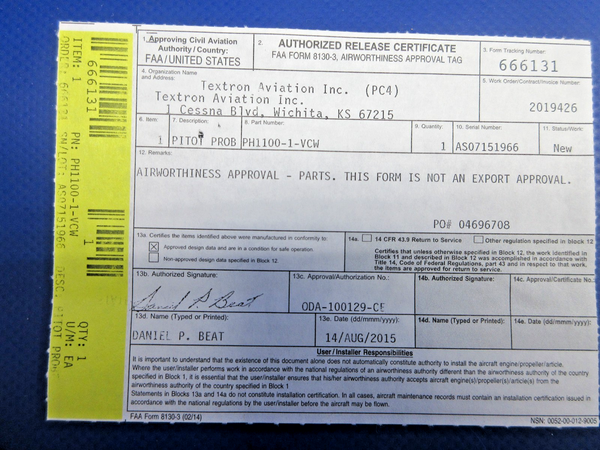 1. Approving Civil Aviation Authority / Country:
FAA/UNITED STATES
2.
AUTHORIZED RELEASE CERTIFICATE
FAA FORM 8130-3, AIRWORTHINESS APPROVAL TAG
3. Form Tracking Number:
666131
4. Organization Name and Address:
Textron Aviation Inc. (PC4)
Textron Aviation Inc.
1 Cessna Blvd, Wichita, KS 67215
5. Work Order/Contract/Invoice Number:
2019426
6. Item
7. Description:
8. Part Number:
9. Quantity:
10. Serial Number:
11. Status/Work:
1
PITOT PROB
PH1100-1-VCW
1
AS07151966
New
12. Remarks:
AIRWORTHINESS APPROVAL - PARTS. THIS FORM IS NOT AN EXPORT APPROVAL.
PO# 04696708
13a. Certifies the items identified above were manufactured in conformity to:
Approved design data and are in a condition for safe operation.
Non-approved design data specified in Block 12.
14a.
14 CFR 43.9 Return to Service
Other regulation specified in block 12
Certifies that unless otherwise specified in Block 12, the work identified in
Block 11 and described in Block 12 was accomplished in accordance with
Title 14, Code of Federal Regulations, part 43 and in respect to that work,
the items are approved for return to service.
13b. Authorized Signature:
Daniel P. Beat
13c. Approval/Authorization No.:
ODA-100129-CE
14b. Authorized Signature:
14c. Approval/Certificate No.:
13d. Name (Typed or Printed):
DANIEL P. BEAT
13e. Date (dd/mmm/yyyy):
14/AUG/2015
14d. Name (Typed or Printed):
14e. Date (dd/mmm/yyyy):
User/Installer Responsibilities
It is important to understand that the existence of this document alone does not automatically constitute authority to install the aircraft engine/propeller/article.
Where the user/installer performs work in accordance with the national regulations of an airworthiness authority different than the airworthiness authority of the country
specified in Block 1, it is essential that the user/installer ensures that his/her airworthiness authority accepts aircraft engine(s)/propeller(s)/article(s) from the
airworthiness authority of the country specified in Block 1
Statements in Blocks 13a and 14a do not constitute installation certification. In all cases, aircraft maintenance records must contain an installation certification issued in
accordance with the national regulations by the user/installer before the aircraft may be flown.
FAA Form 8130-3 (02/14)
NSN: 0052-00-012-9005
666131
ITEM: 1 PN: PH1100-1-VCW QTY: 1
1 U/M: EA
SN/LOT: AS07151966